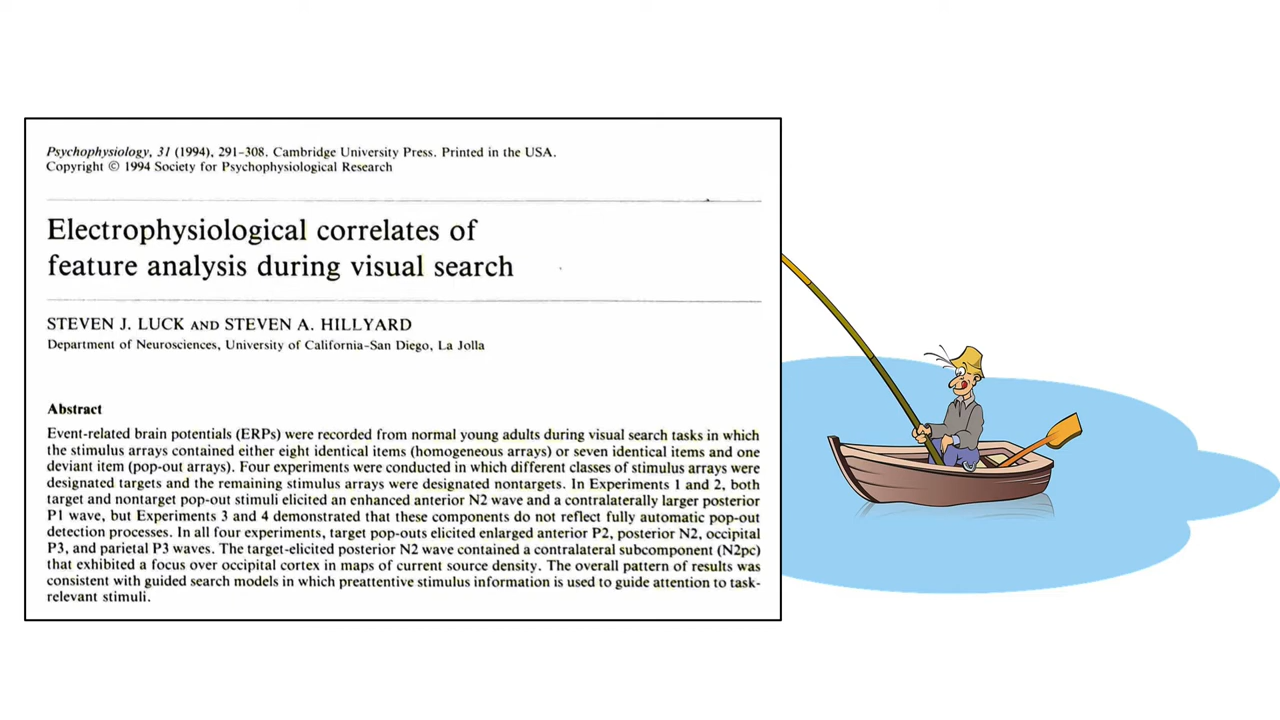 Psychophysiology, 31 (1994), 291–308. Cambridge University Press. Printed in the USA.
Copyright © 1994 Society for Psychophysiological Research
Electrophysiological correlates of
feature analysis during visual search
STEVEN J. LUCK AND STEVEN A. HILLYARD
Department of Neurosciences, University of California–San Diego, La Jolla
Abstract
Event-related brain potentials (ERPs) were recorded from normal young adults during visual search tasks in which
the stimulus arrays contained either eight identical items (homogeneous arrays) or seven identical items and one
deviant item (pop-out arrays). Four experiments were conducted in which different classes of stimulus arrays were
designated targets and the remaining stimulus arrays were designated nontargets. In Experiments 1 and 2, both
target and nontarget pop-out stimuli elicited an enhanced anterior N2 wave and a contralaterally larger posterior
P1 wave, but Experiments 3 and 4 demonstrated that these components do not reflect fully automatic pop-out
detection processes. In all four experiments, target pop-outs elicited enlarged anterior P2, posterior N2, occipital
P3, and parietal P3 waves. The target-elicited posterior N2 wave contained a contralateral subcomponent (N2pc)
that exhibited a focus over occipital cortex in maps of current source density. The overall pattern of results was
consistent with guided search models in which preattentive stimulus information is used to guide attention to task-
relevant stimuli.